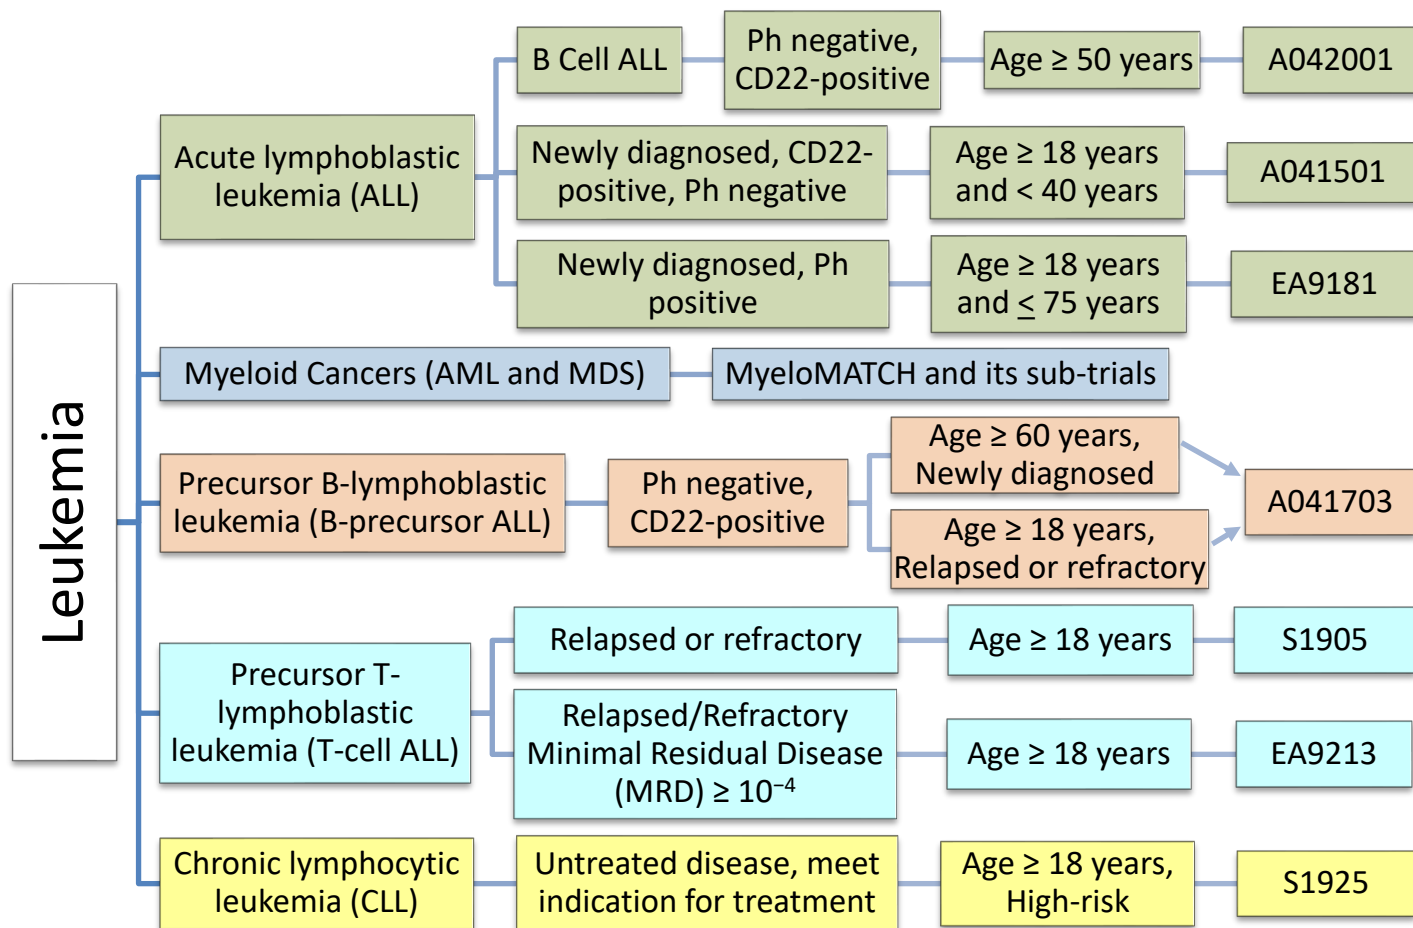 Leukemia
Acute lymphoblastic
leukemia (ALL)
B Cell ALL
Ph negative,
CD22-positive
Age ≥ 50 years
A042001
Newly diagnosed, CD22-
positive, Ph negative
Age ≥ 18 years
and < 40 years
A041501
Newly diagnosed, Ph
positive
Age ≥ 18 years
and ≤ 75 years
EA9181
Myeloid Cancers (AML and MDS)
MyeloMATCH and its sub-trials
Precursor B-lymphoblastic
leukemia (B-precursor ALL)
Ph negative,
CD22-positive
Age ≥ 60 years,
Newly diagnosed
Age ≥ 18 years,
Relapsed or refractory
A041703
Precursor T-
lymphoblastic
leukemia (T-cell ALL)
Relapsed or refractory
Age ≥ 18 years
S1905
Relapsed/Refractory
Minimal Residual Disease
(MRD) ≥ 10⁻⁴
Age ≥ 18 years
EA9213
Chronic lymphocytic
leukemia (CLL)
Untreated disease, meet
indication for treatment
Age ≥ 18 years,
High-risk
S1925